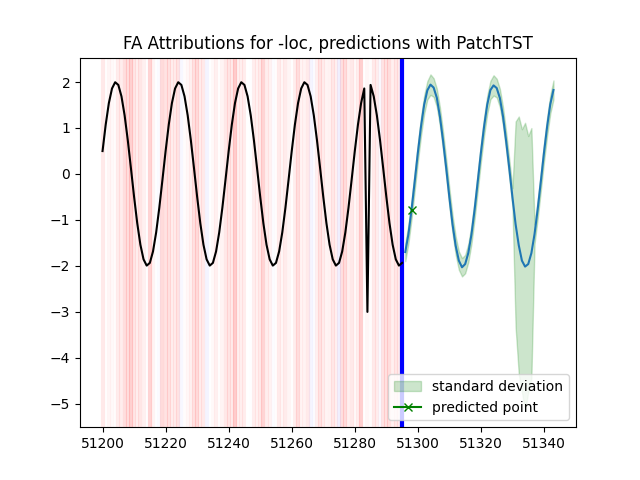 FA Attributions for -loc, predictions with PatchTST
2
1
0
−1
−2
−3
−4
−5
standard deviation
predicted point
51200 51220 51240 51260 51280 51300 51320 51340